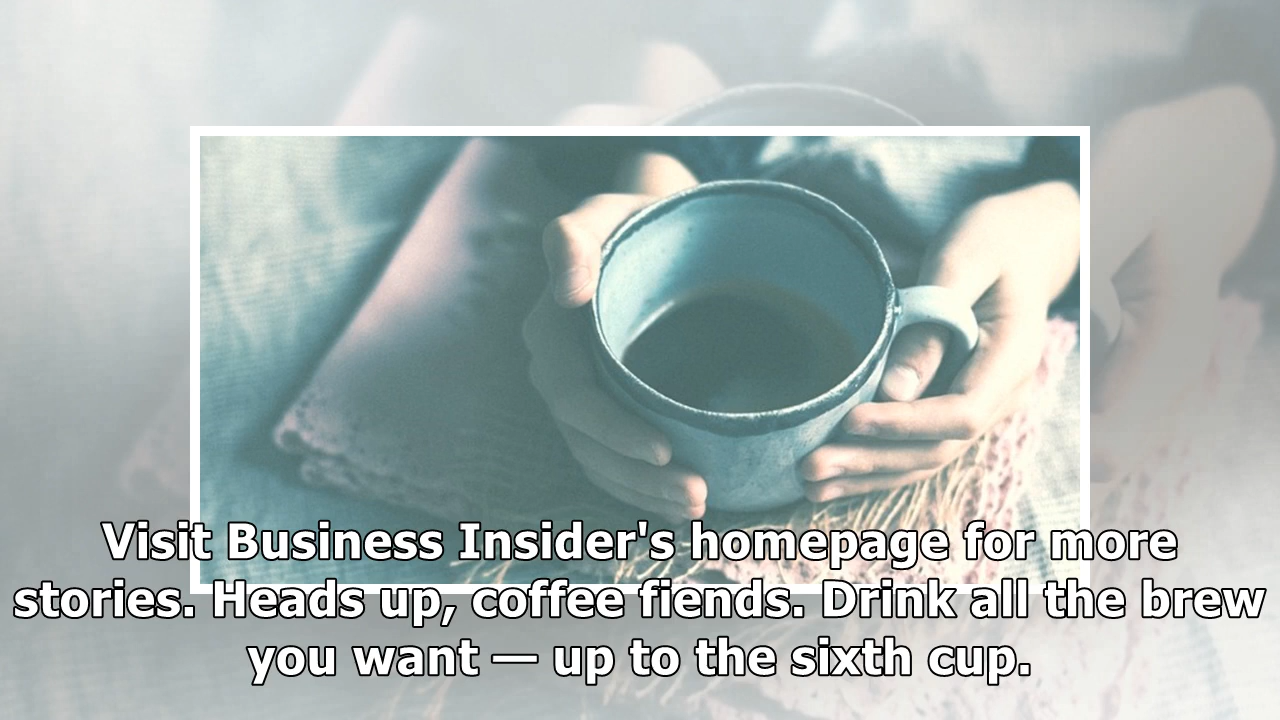 Visit Business Insider's homepage for more
stories. Heads up, coffee fiends. Drink all the brew
you want — up to the sixth cup.